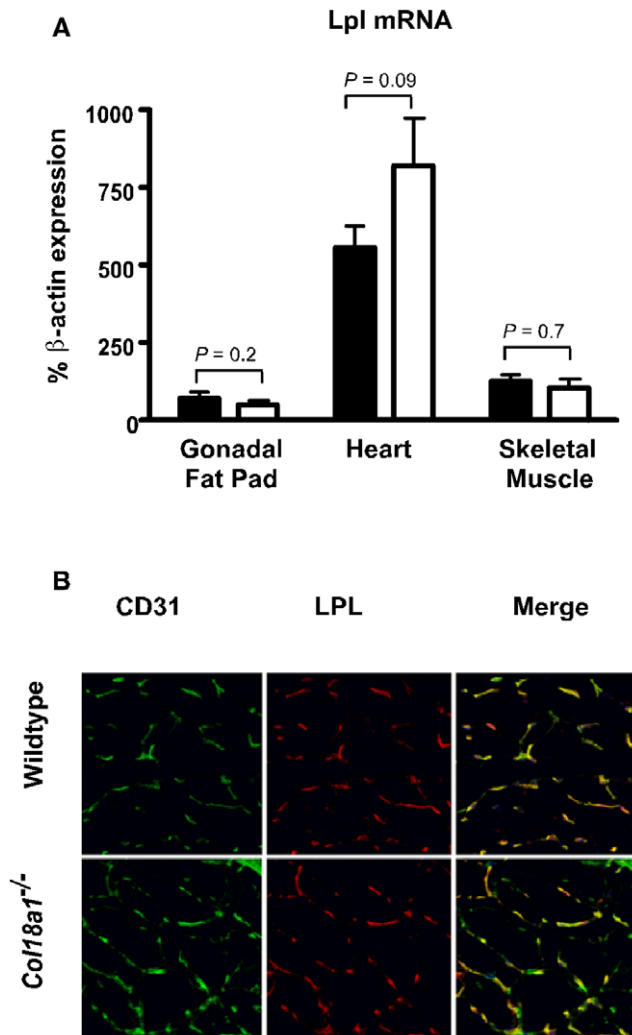 A
Lpl mRNA
% β-actin expression
1000
750
500
250
0
P = 0.2
P = 0.09
P = 0.7
Gonadal
Fat Pad
Heart
Skeletal
Muscle
B
CD31 LPL Merge
Wildtype
Col18a1-/-